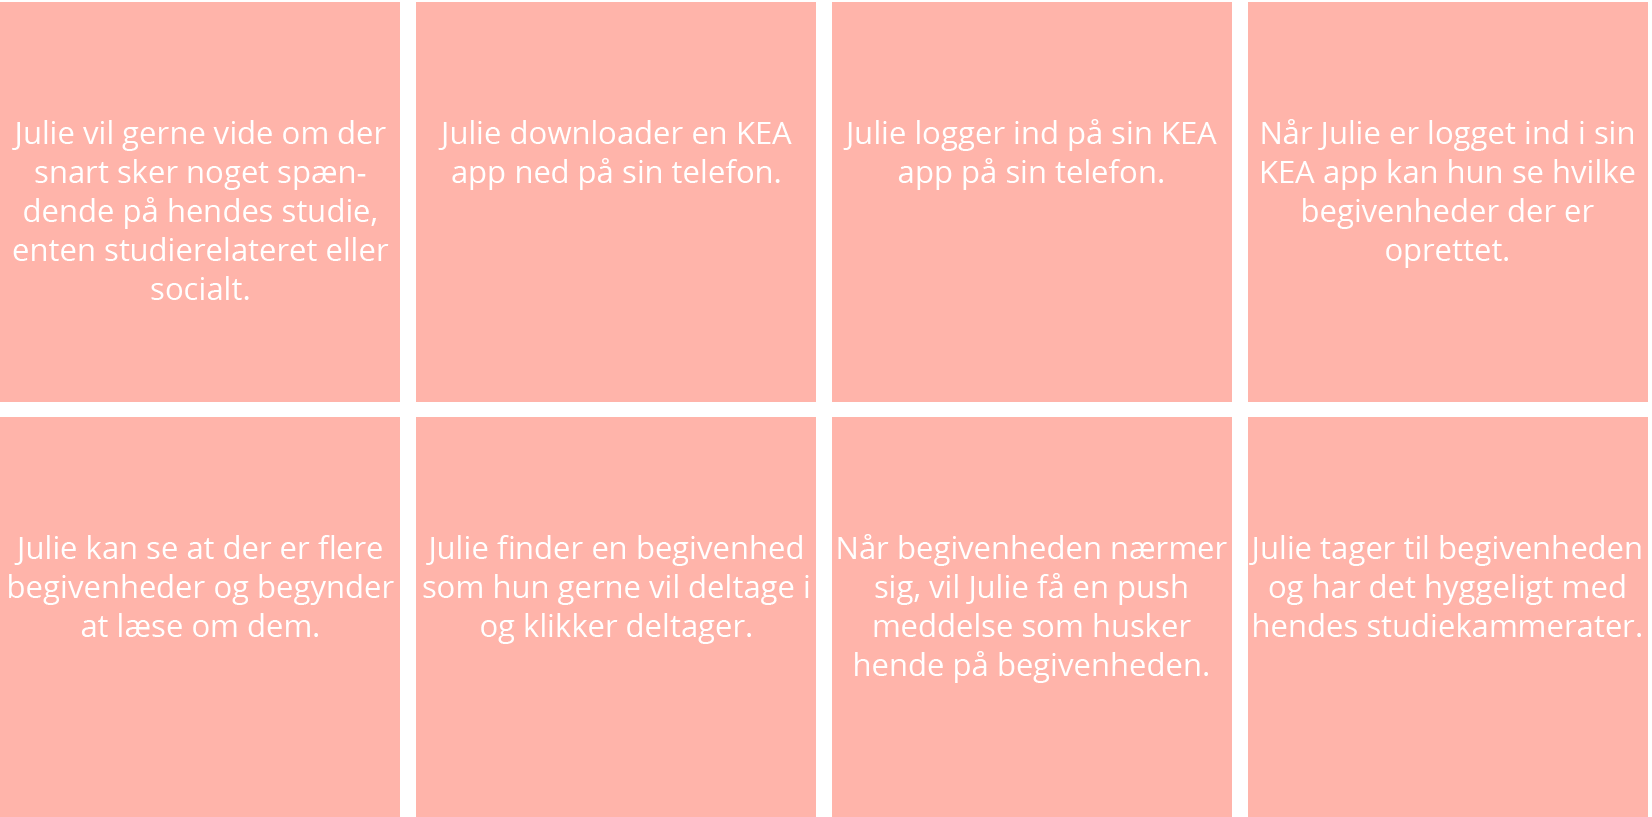 Julie vil gerne vide om der
snart sker noget spæn-
dende på hendes studie,
enten studierelateret eller
socialt.
Julie downloader en KEA
app ned på sin telefon.
Julie logger ind på sin KEA
app på sin telefon.
Når Julie er logget ind i sin
KEA app kan hun se hvilke
begivenheder der er
oprettet.
Julie kan se at der er flere
begivenheder og begynder
at læse om dem.
Julie finder en begivenhed
som hun gerne vil deltage i
og klikker deltager.
Når begivenheden nærmer
sig, vil Julie få en push
meddelse som husker
hende på begivenheden.
Julie tager til begivenheden
og har det hyggeligt med
hendes studiekammerater.